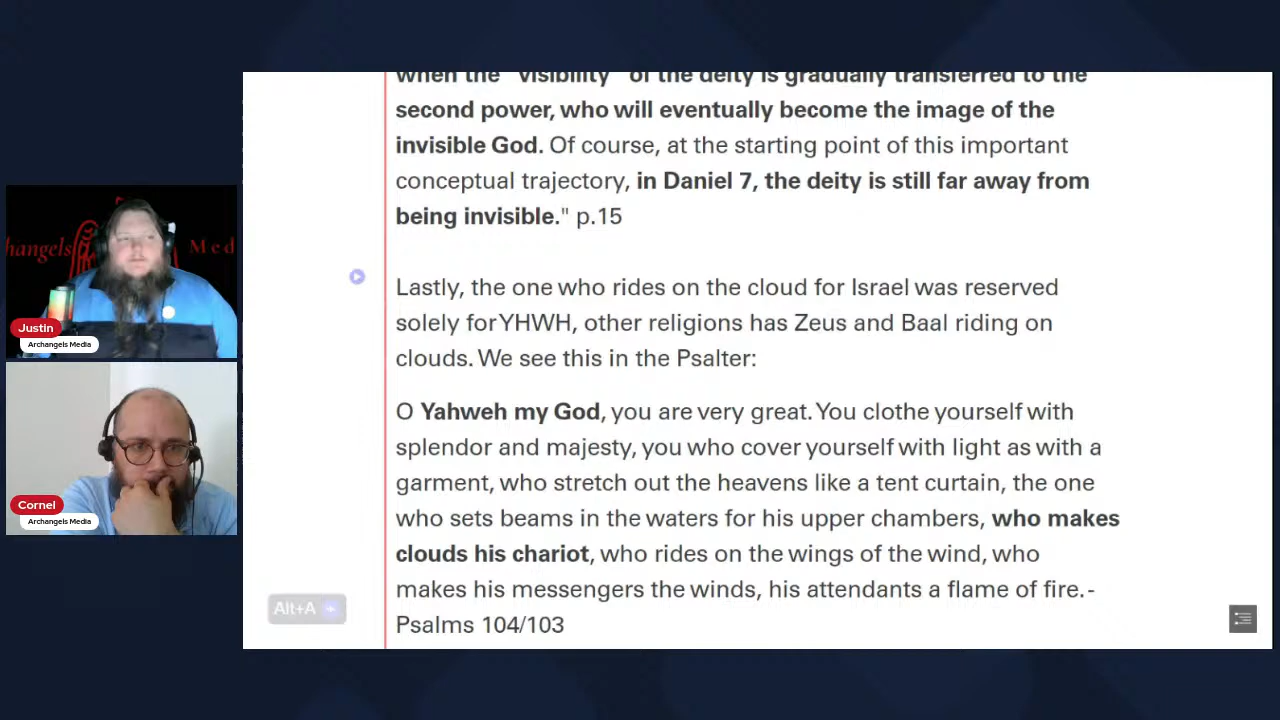 when the "visibility" of the deity is gradually transferred to the
second power, who will eventually become the image of the
invisible God. Of course, at the starting point of this important
conceptual trajectory, in Daniel 7, the deity is still far away from
being invisible." p.15
Lastly, the one who rides on the cloud for Israel was reserved
solely for YHWH, other religions has Zeus and Baal riding on
clouds. We see this in the Psalter:
O Yahweh my God, you are very great. You clothe yourself with
splendor and majesty, you who cover yourself with light as with a
garment, who stretch out the heavens like a tent curtain, the one
who sets beams in the waters for his upper chambers, who makes
clouds his chariot, who rides on the wings of the wind, who
makes his messengers the winds, his attendants a flame of fire. -
Psalms 104/103
Alt+A
hangels Med
Justin
Archangels Media
Cornel
Archangels Media